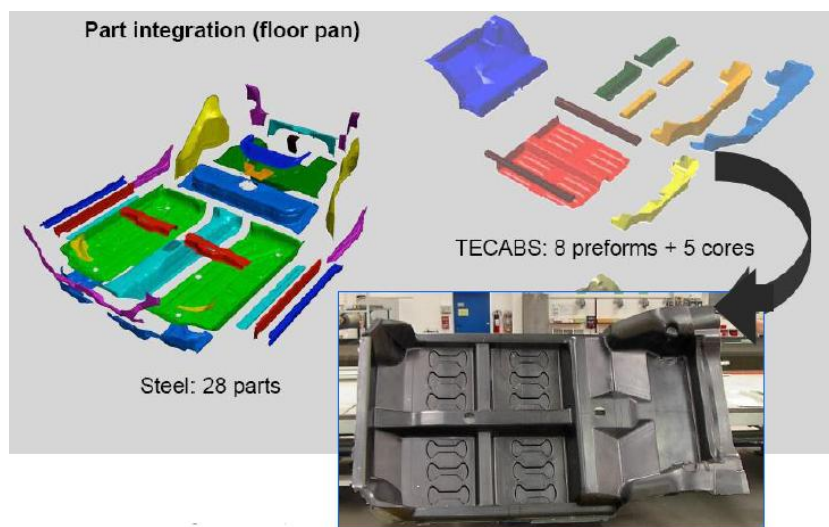 Part integration (floor pan)
TECABS: 8 preforms + 5 cores
Steel: 28 parts